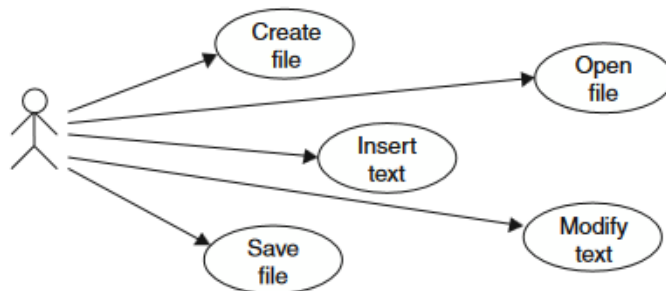 Create
file
Open
file
Insert
text
Modify
text
Save
file